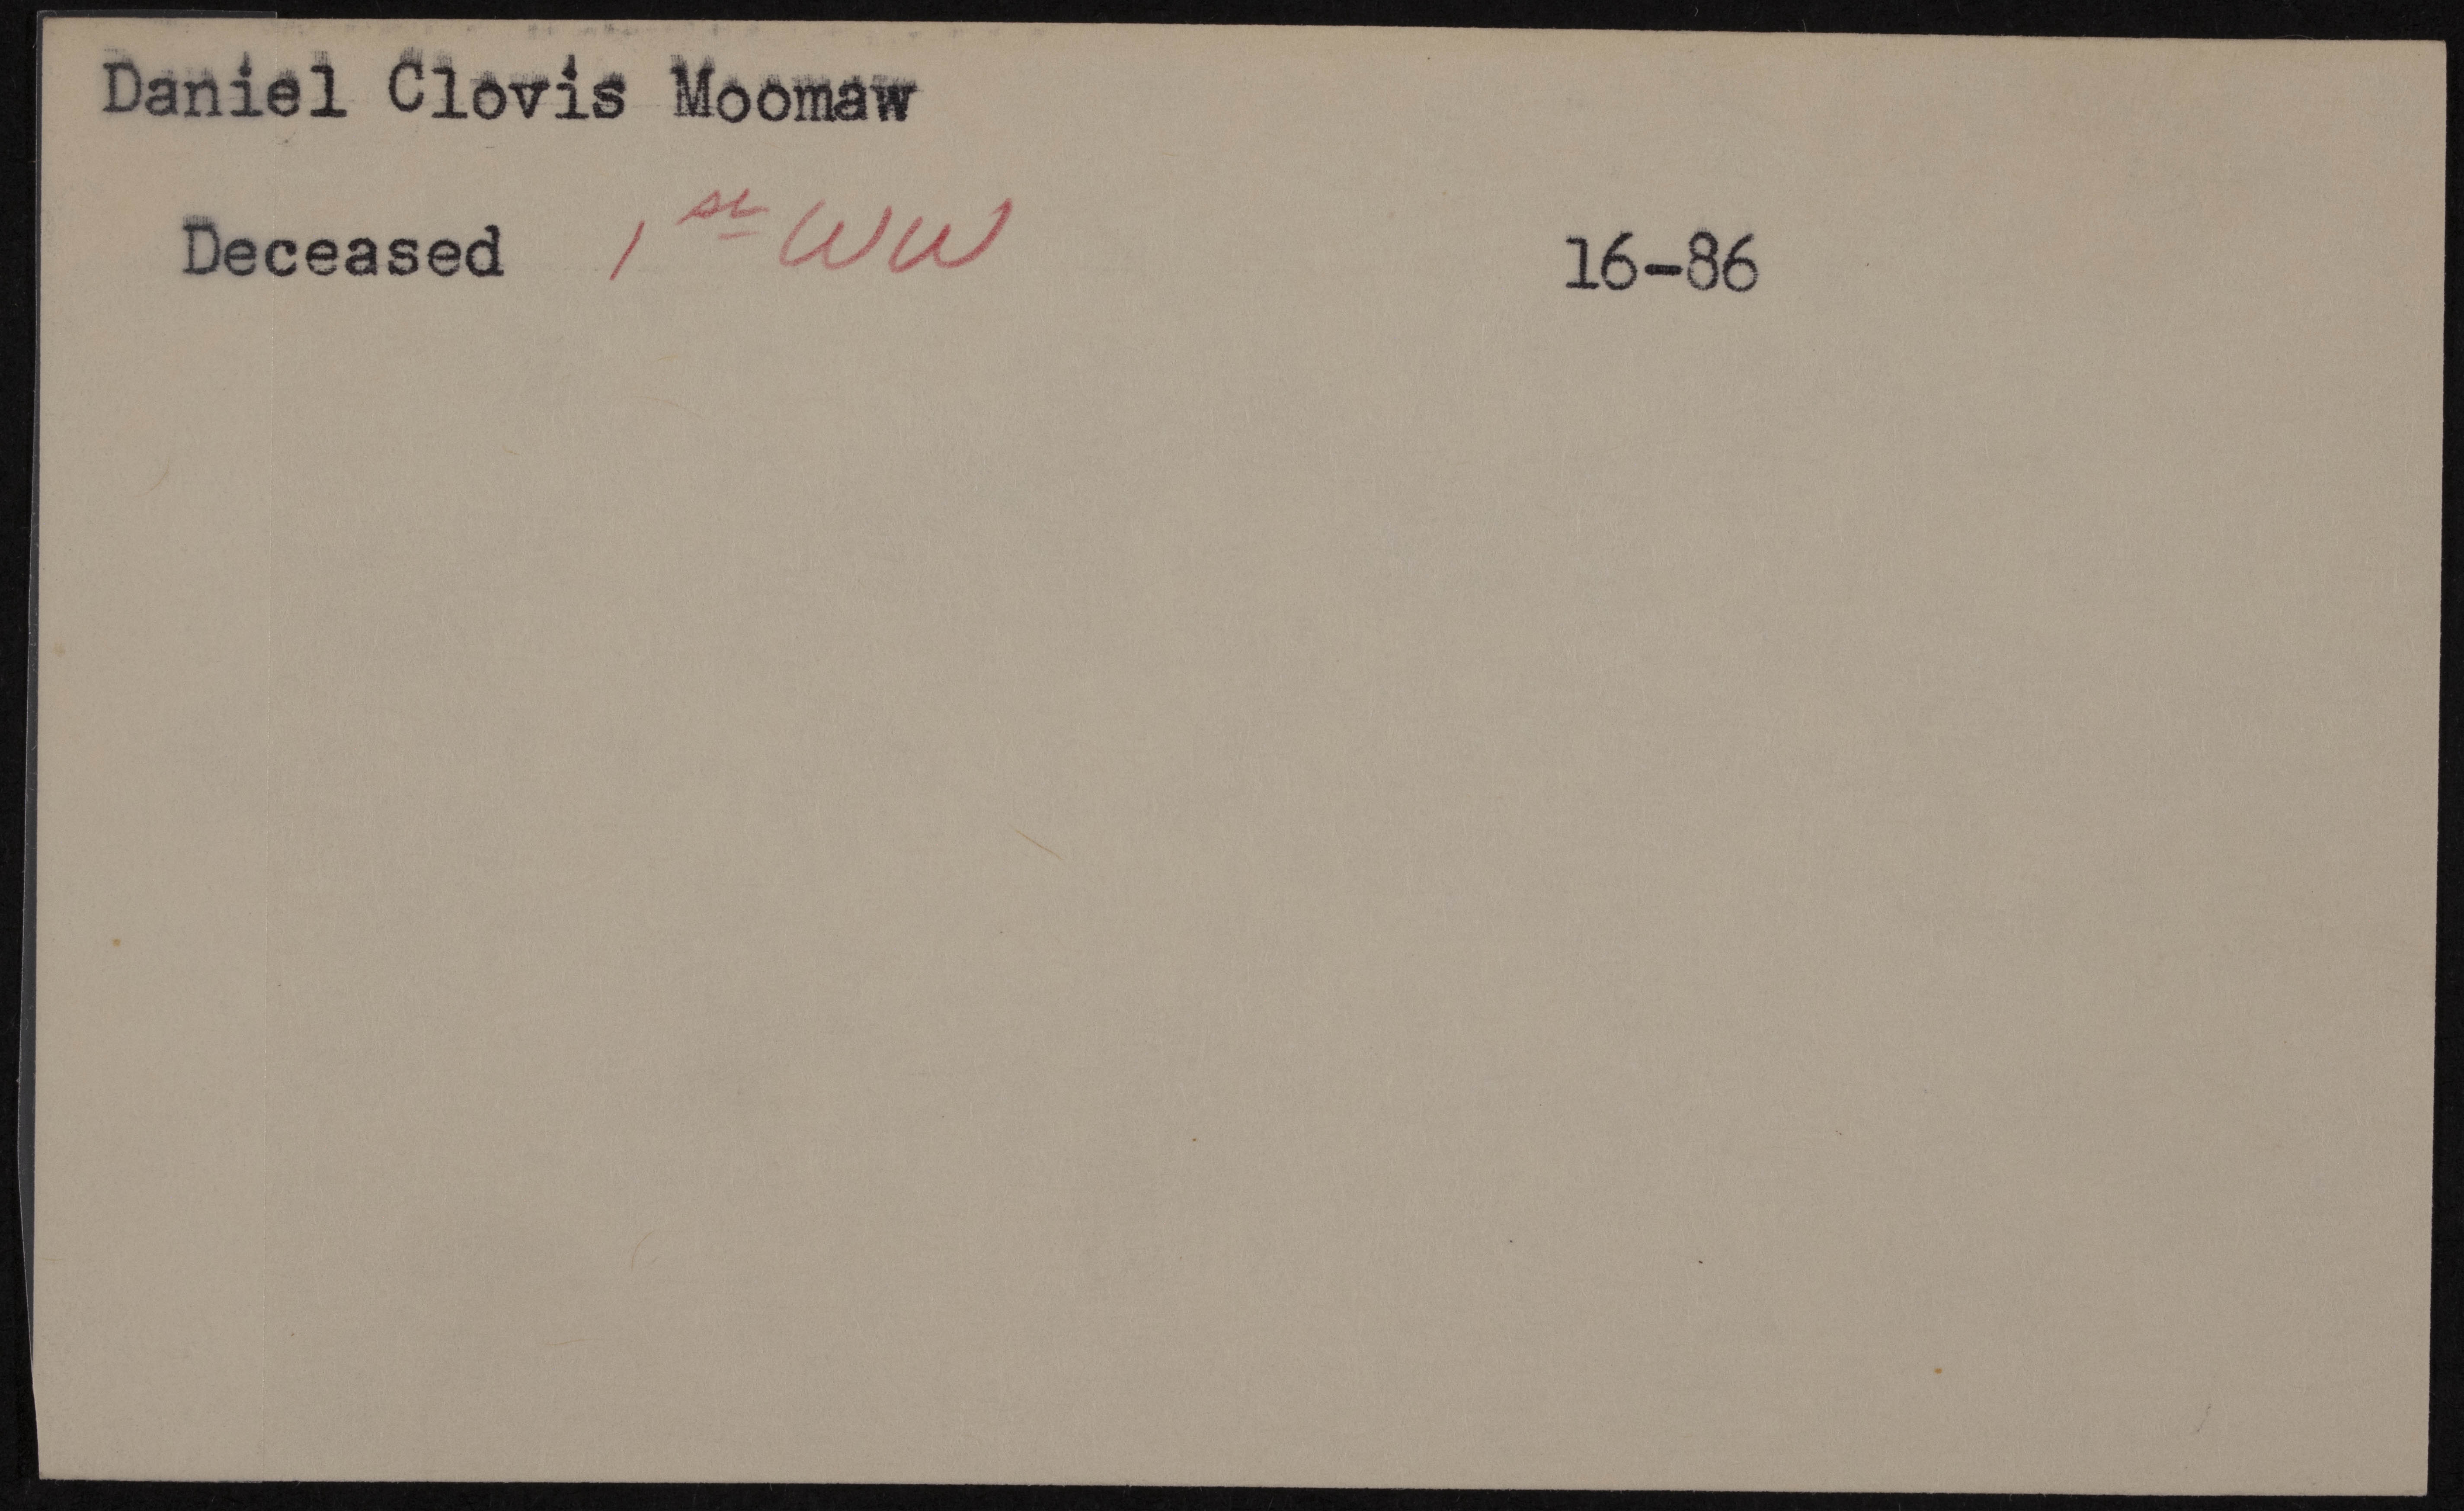 Daniel Clovis Moomaw
Deceased 1st WW 16-86